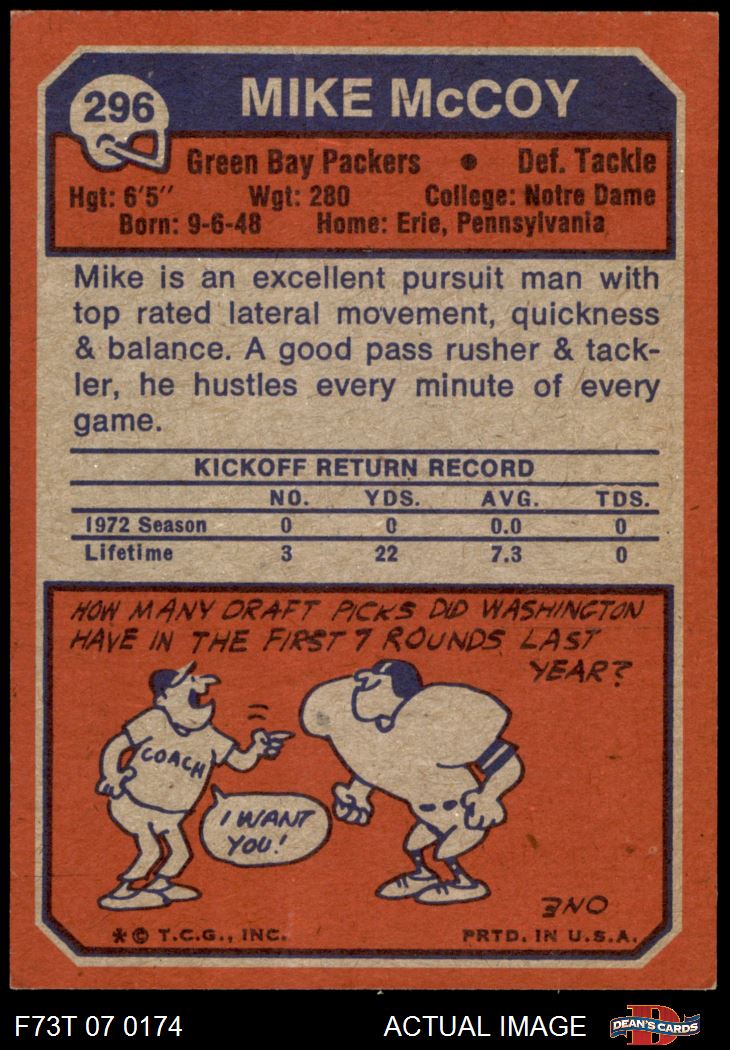 296
MIKE McCOY
Green Bay Packers • Def. Tackle
Hgt: 6'5" Wgt: 280 College: Notre Dame
Born: 9-6-48 Home: Erie, Pennsylvania
Mike is an excellent pursuit man with
top rated lateral movement, quickness
& balance. A good pass rusher & tack-
ler, he hustles every minute of every
game.
KICKOFF RETURN RECORD
NO. YDS. AVG. TDS.
1972 Season 0 0 0.0 0
Lifetime 3 22 7.3 0
HOW MANY DRAFT PICKS DID WASHINGTON
HAVE IN THE FIRST 7 ROUNDS LAST
YEAR?
COACH
I WANT
YOU!
ONE
* © T.C.G., INC. PRTD. IN U.S.A.
F73T 07 0174 ACTUAL IMAGE
D
DEAN'S CARDS